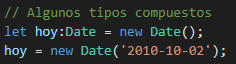 // Algunos tipos compuestos
let hoy:Date = new Date();
hoy = new Date('2010-10-02');